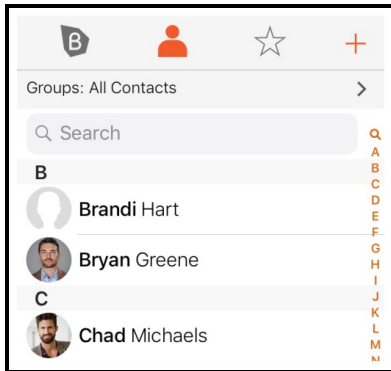 B
Groups: All Contacts
Search
B
Brandi Hart
Bryan Greene
C
Chad Michaels
A
B
C
D
E
F
G
H
I
J
K
L
M
N